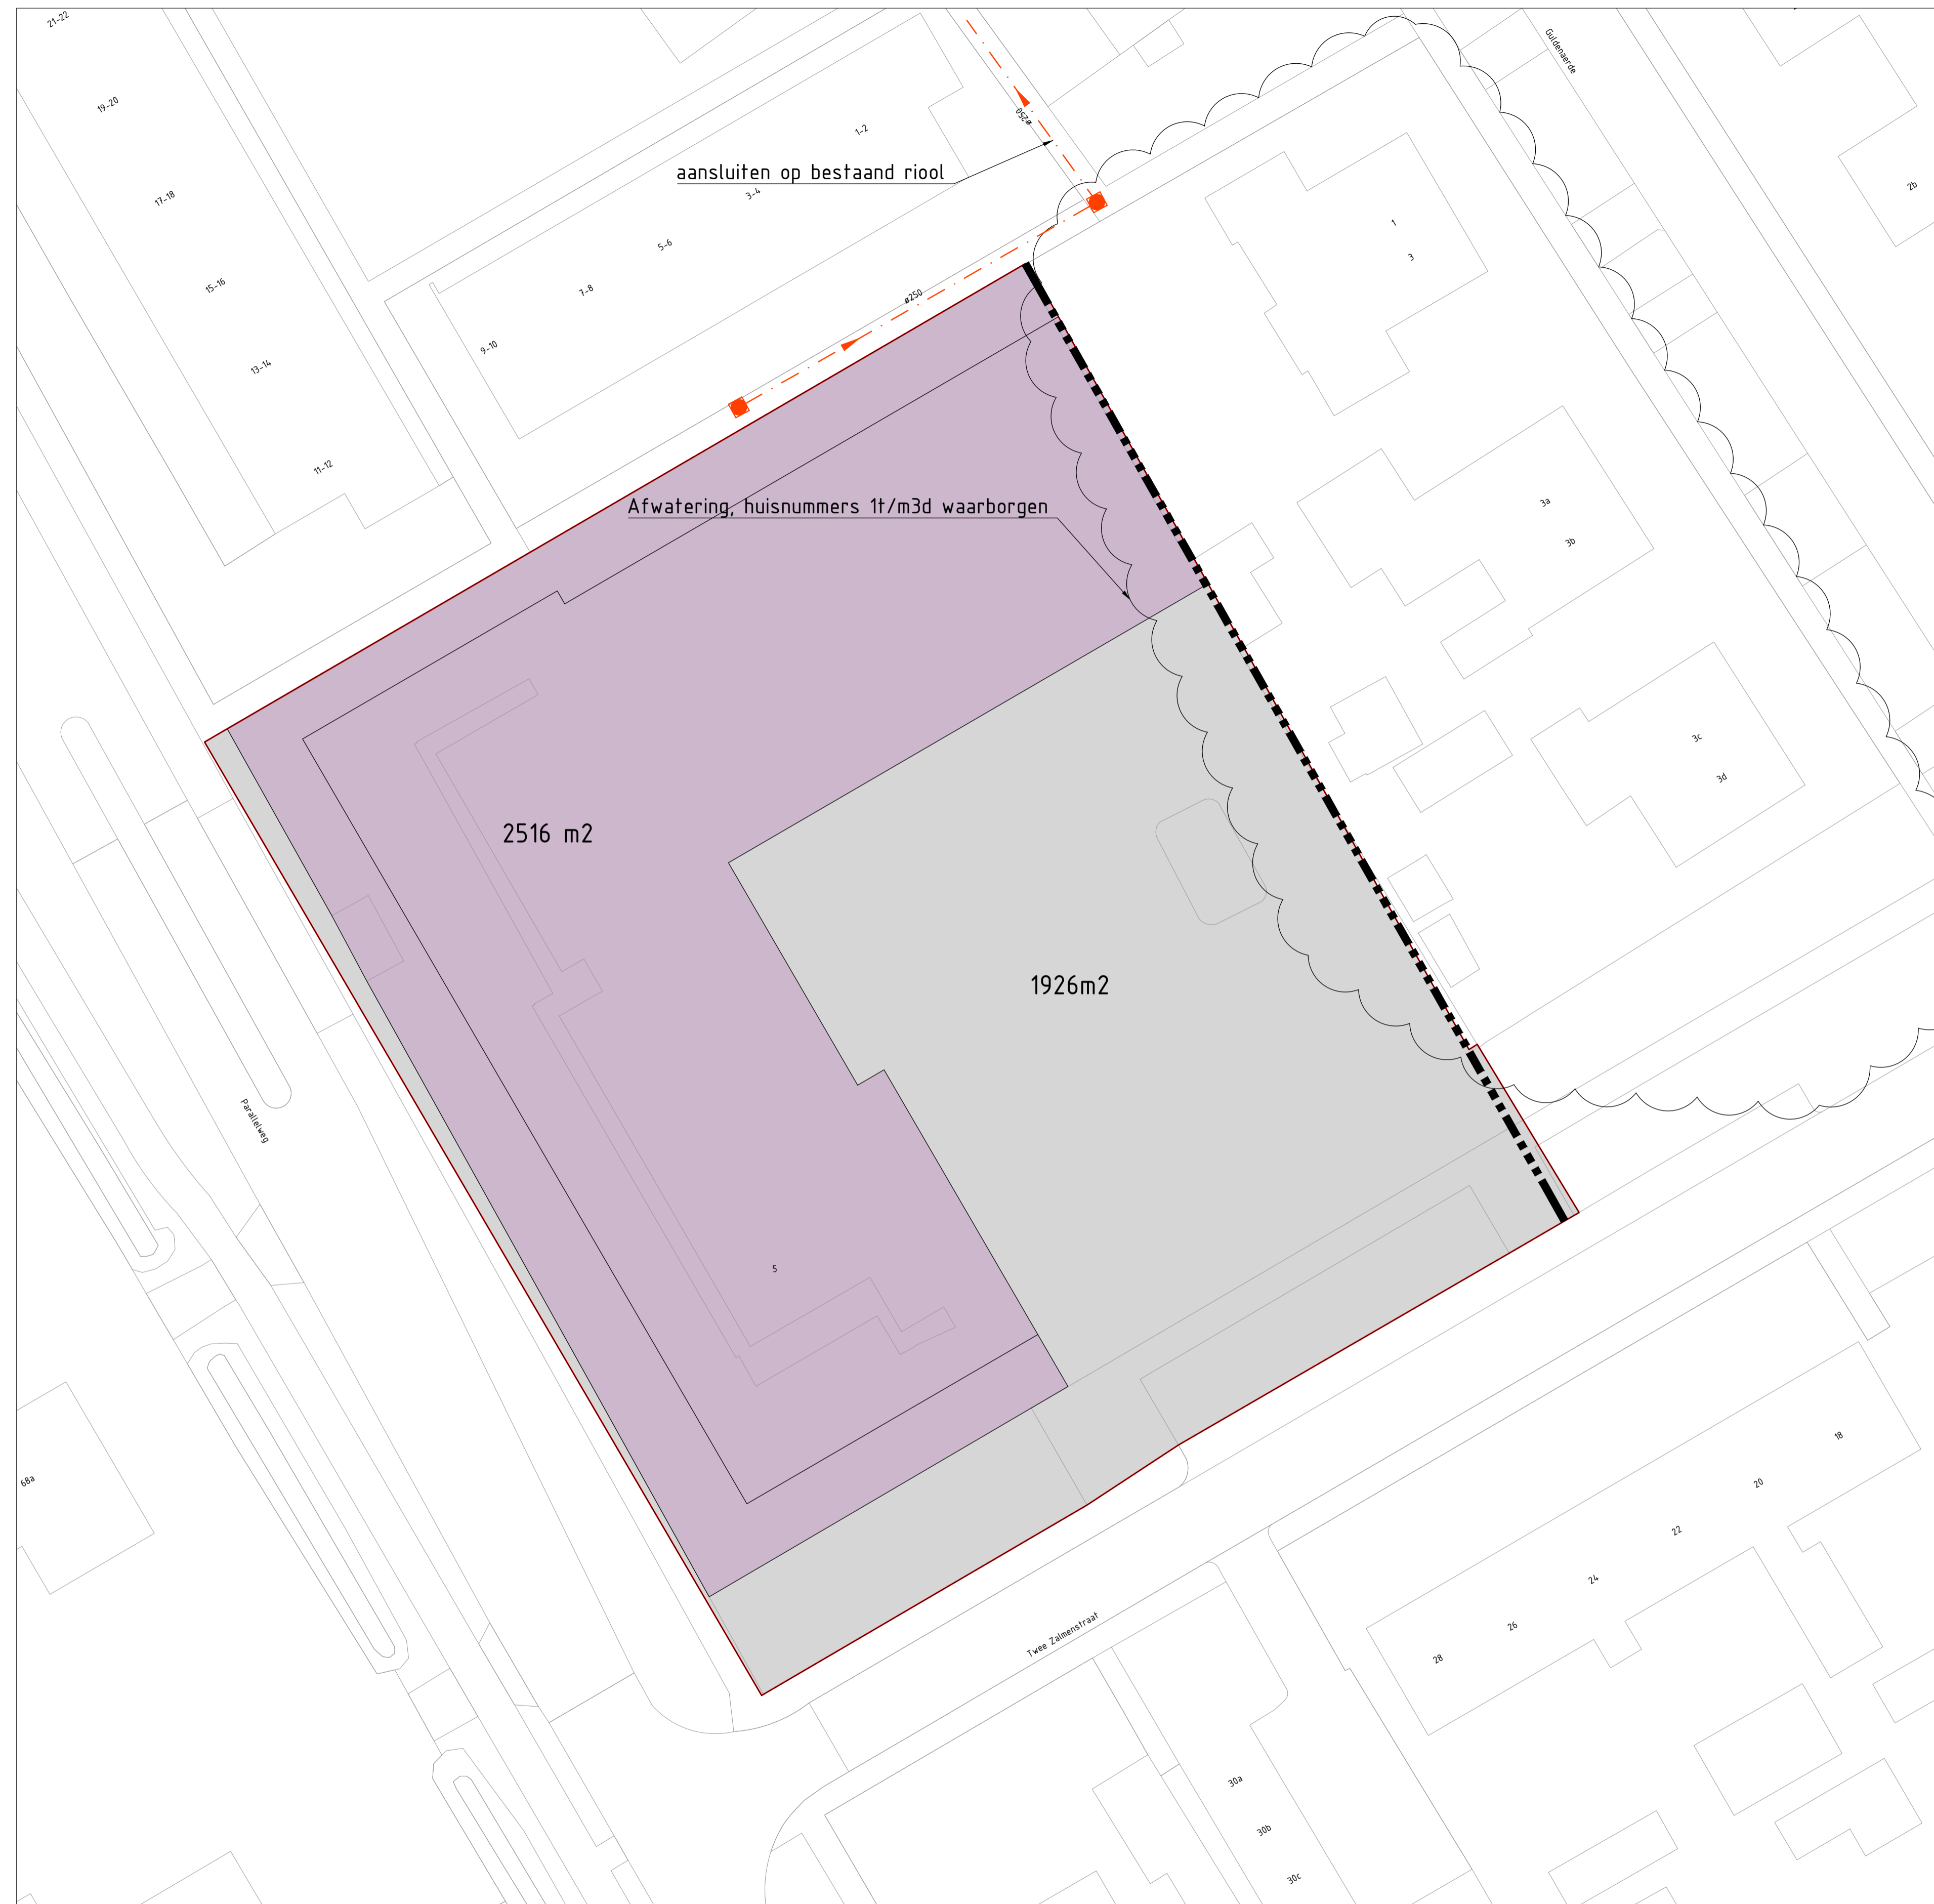 21-22
19-20
17-18
15-16
13-14
11-12
9-10
7-8
5-6
3-4
1-2
aansluiten op bestaand riool
ø250
ø250
Guldenaerde
2b
1
3
3a
3b
3c
3d
Afwatering, huisnummers 1t/m3d waarborgen
2516 m2
1926m2
Parallelweg
5
68a
Twee Zalmenstraat
18
20
22
24
26
28
30a
30b
30c